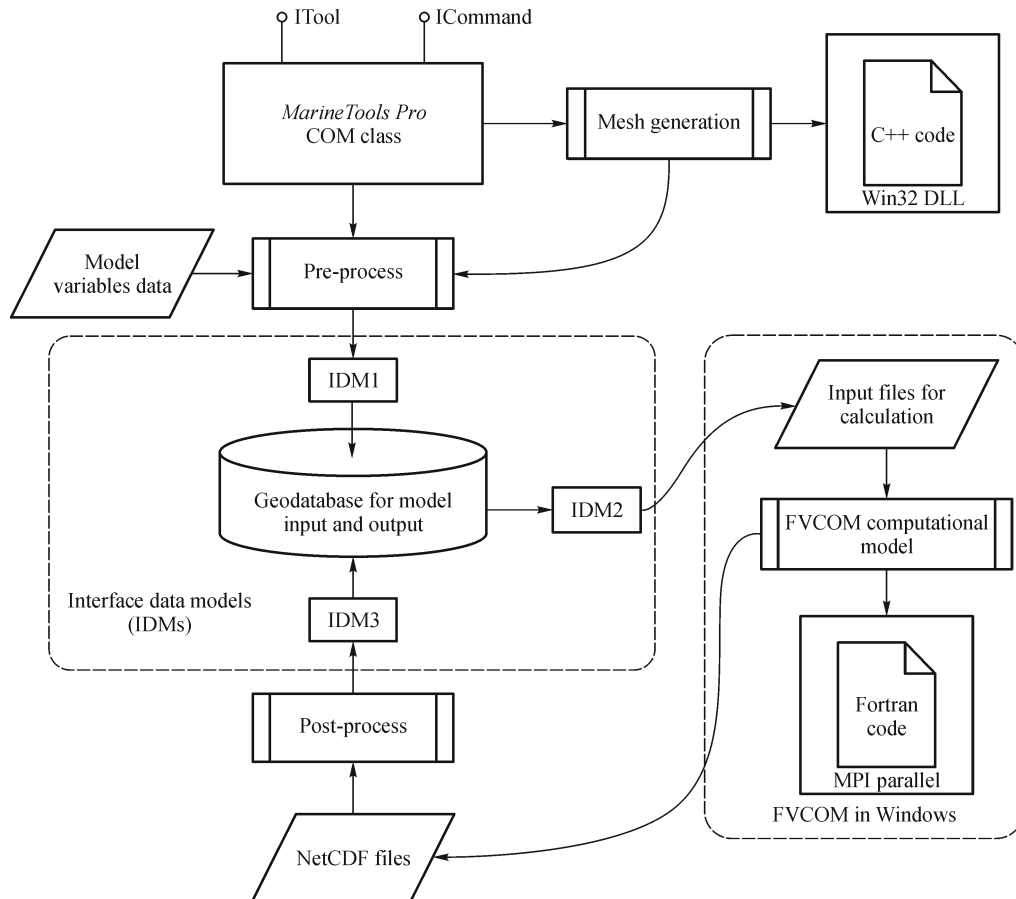 ITool
ICommand
MarineTools Pro
COM class
Mesh generation
C++ code
Win32 DLL
Model
variables data
Pre-process
IDM1
Input files for
calculation
Geodatabase for model
input and output
IDM2
FVCOM computational
model
Interface data models
(IDMs)
IDM3
Fortran
code
MPI parallel
FVCOM in Windows
Post-process
NetCDF files